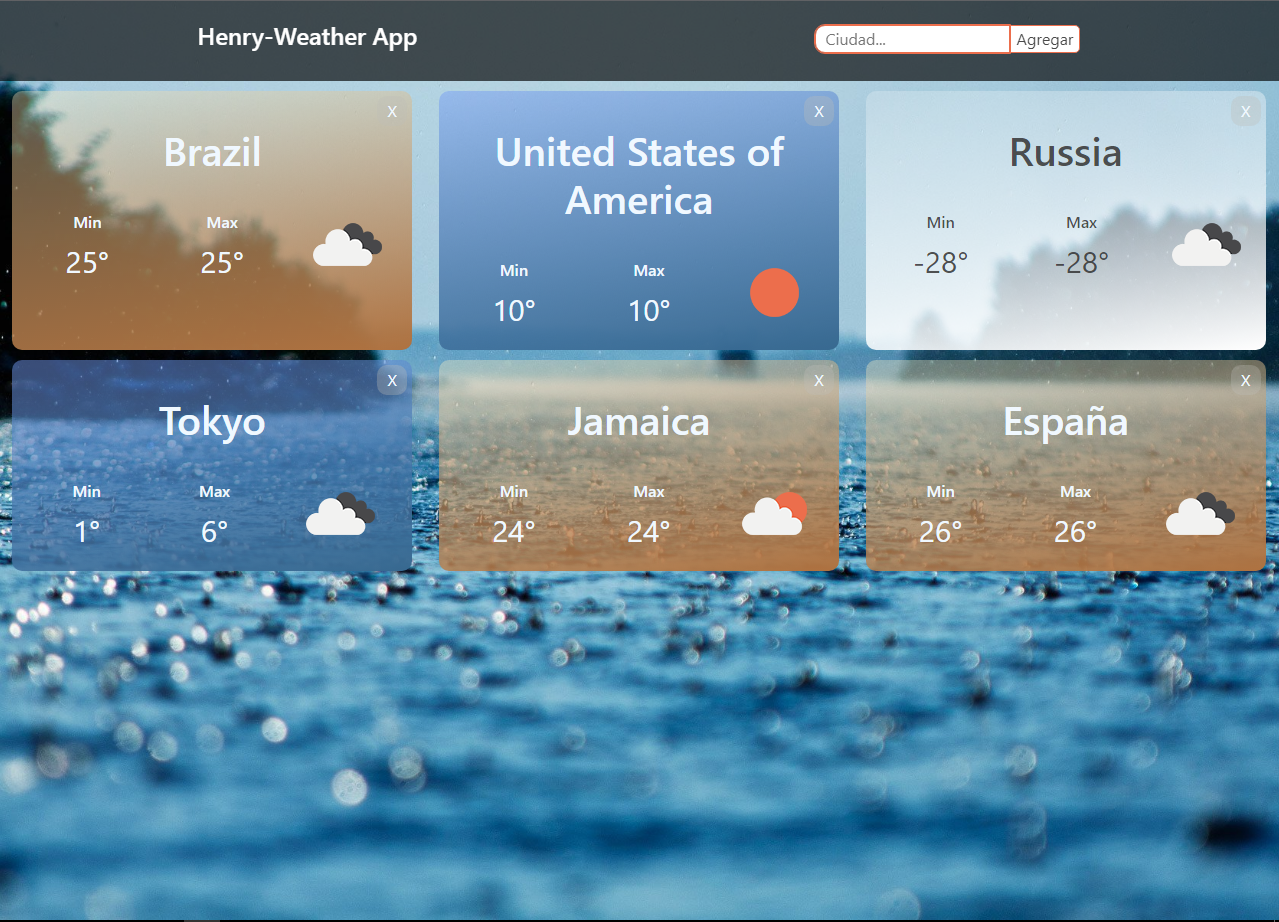 Henry-Weather App
Ciudad...
Agregar
X
Brazil
Min
Max
25°
25°
X
United States of
America
Min
Max
10°
10°
X
Russia
Min
Max
-28°
-28°
X
Tokyo
Min
Max
1°
6°
X
Jamaica
Min
Max
24°
24°
X
España
Min
Max
26°
26°